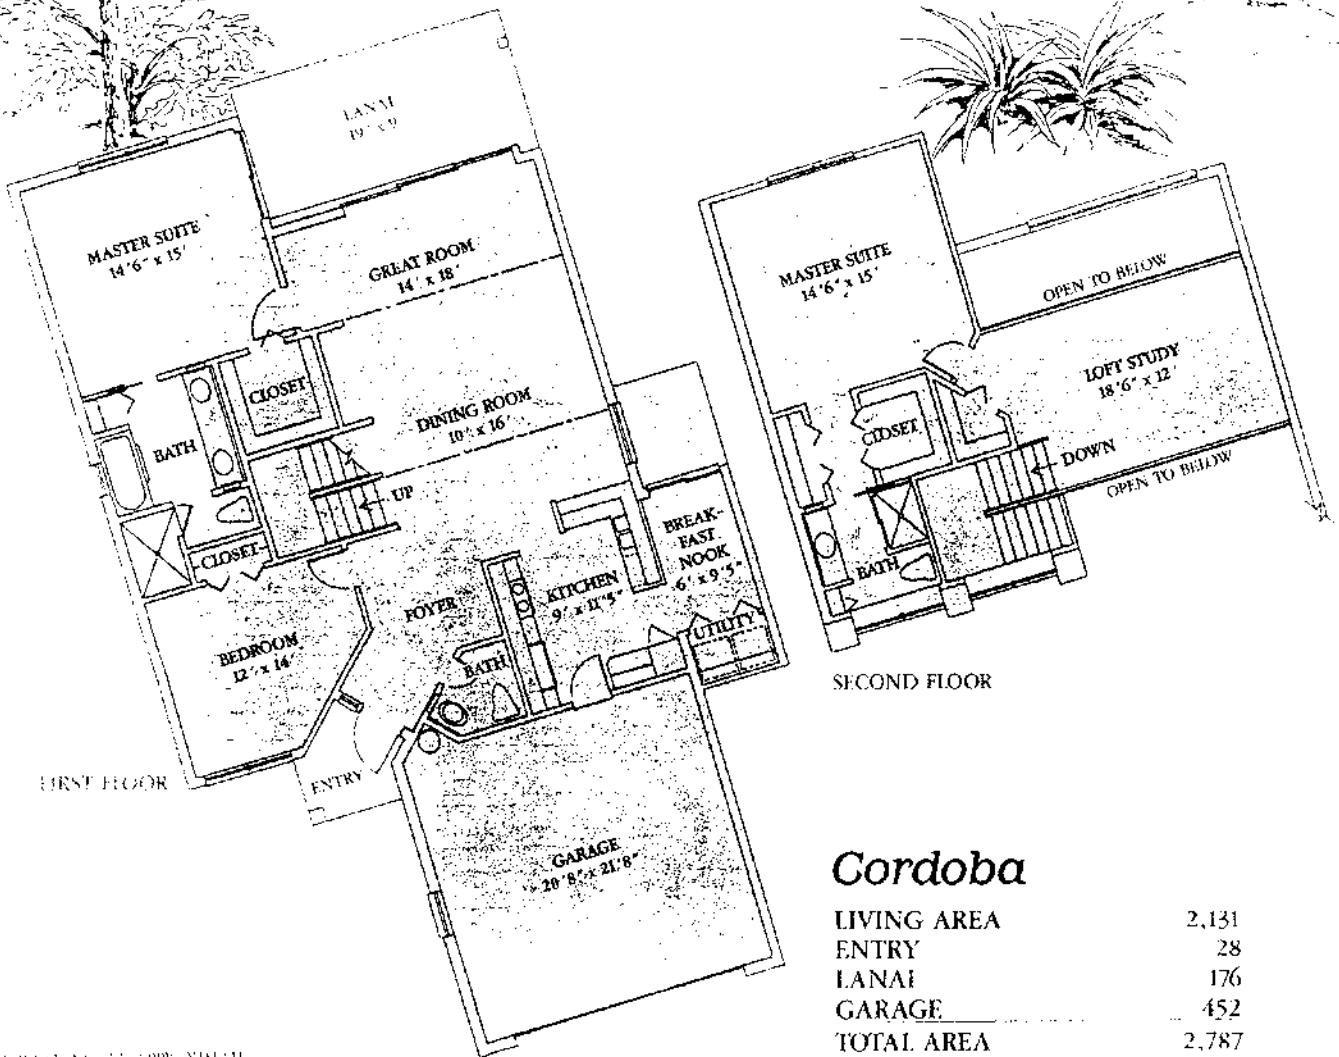 LANAI
19' x 9'
MASTER SUITE
14'6" x 15'
GREAT ROOM
14' x 18'
CLOSET
DINING ROOM
10' x 16'
BATH
UP
CLOSET
BREAK-
FAST
NOOK
6' x 9'5"
KITCHEN
9' x 11'5"
FOYER
UTILITY
BEDROOM
12' x 14'
BATH
ENTRY
FIRST FLOOR
GARAGE
20'8" x 21'8"
MASTER SUITE
14'6" x 15'
OPEN TO BELOW
LOFT STUDY
18'6" x 12'
CLOSET
DOWN
OPEN TO BELOW
BATH
SECOND FLOOR
Cordoba
LIVING AREA 2,131
ENTRY 28
LANAI 176
GARAGE 452
TOTAL AREA 2,787